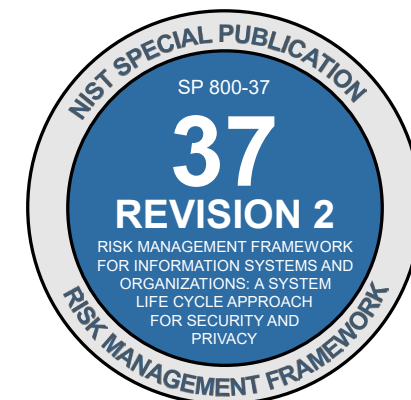 NIST SPECIAL PUBLICATION
SP 800-37
37
REVISION 2
RISK MANAGEMENT FRAMEWORK
FOR INFORMATION SYSTEMS AND
ORGANIZATIONS: A SYSTEM
LIFE CYCLE APPROACH
FOR SECURITY AND
PRIVACY
RISK MANAGEMENT FRAMEWORK